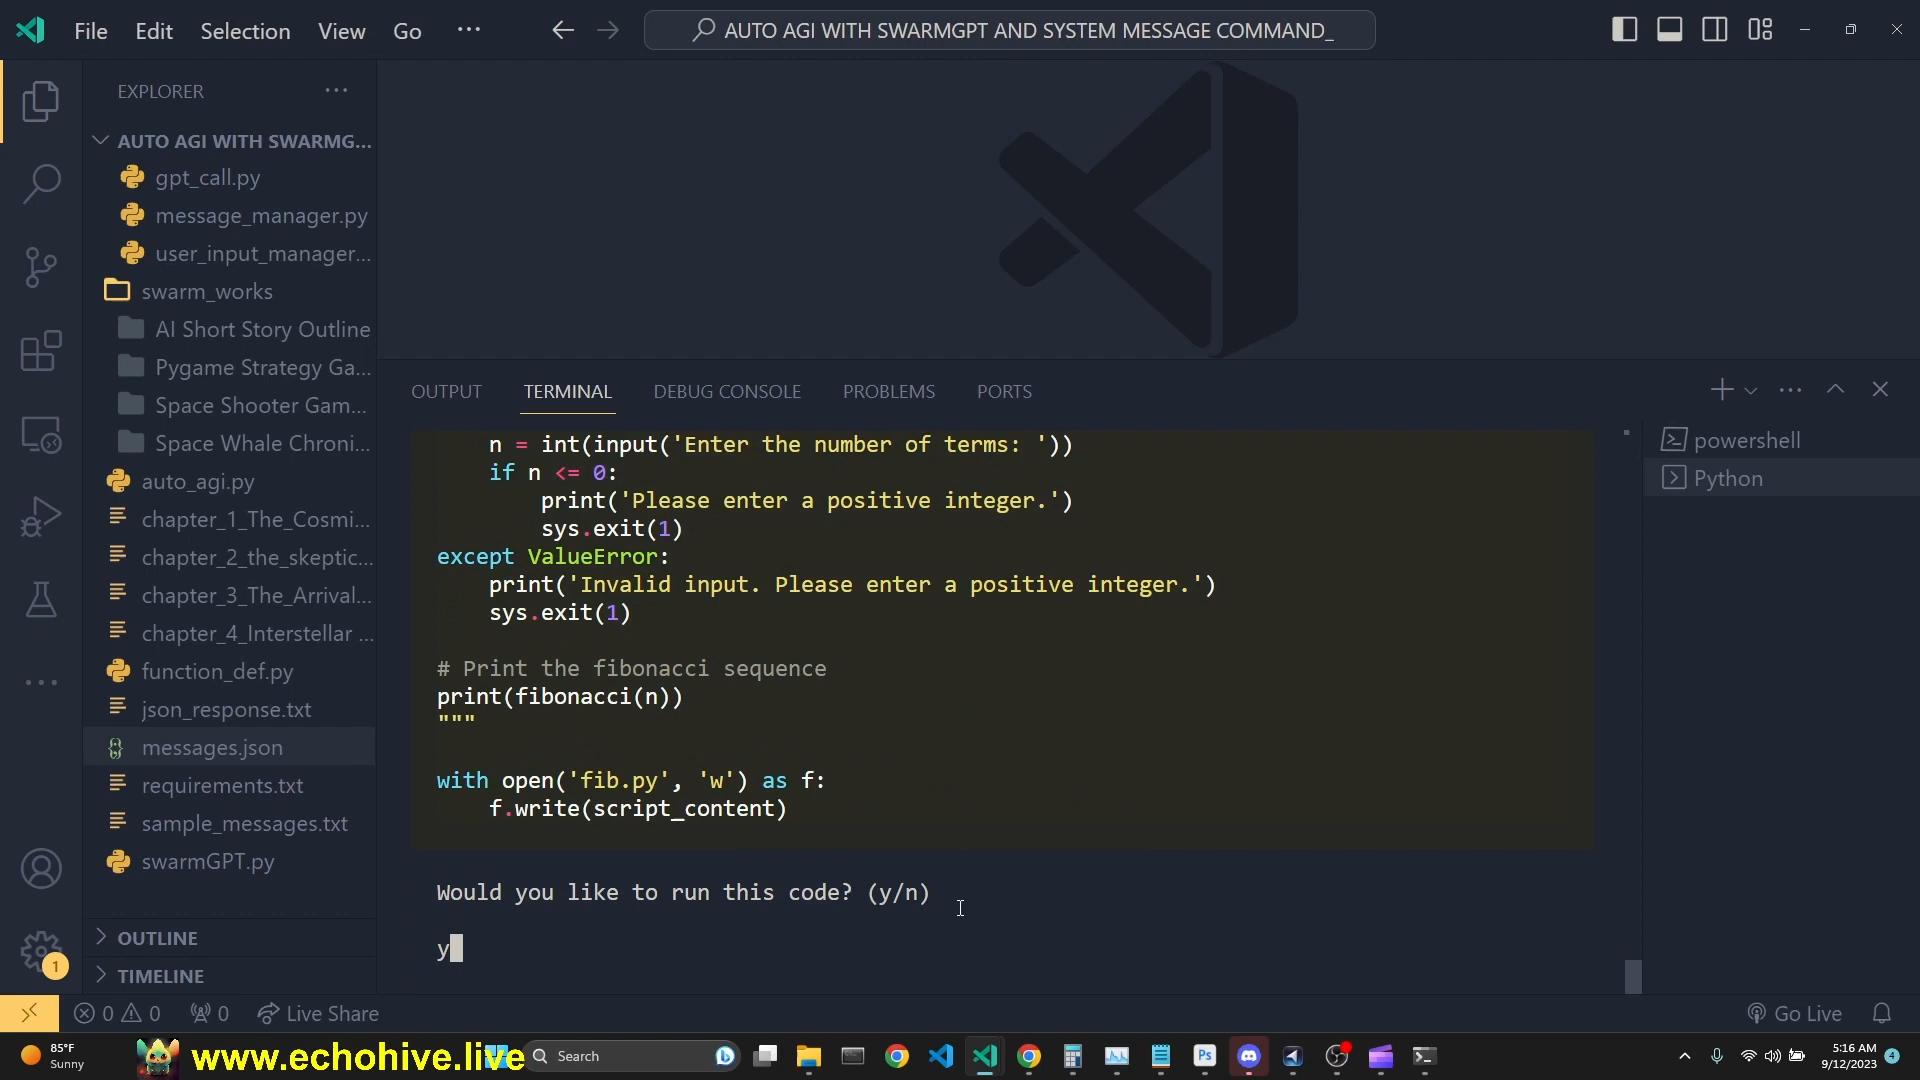 File Edit Selection View Go ···
AUTO AGI WITH SWARMGPT AND SYSTEM MESSAGE COMMAND_
EXPLORER ···
AUTO AGI WITH SWARMG...
gpt_call.py
message_manager.py
user_input_manager...
swarm_works
AI Short Story Outline
Pygame Strategy Ga...
Space Shooter Gam...
Space Whale Chroni...
auto_agi.py
chapter_1_The_Cosmi...
chapter_2_the_skeptic...
chapter_3_The_Arrival...
chapter_4_Interstellar ...
function_def.py
json_response.txt
messages.json
requirements.txt
sample_messages.txt
swarmGPT.py
OUTLINE
TIMELINE
1
OUTPUT TERMINAL DEBUG CONSOLE PROBLEMS PORTS
n = int(input('Enter the number of terms: '))
if n <= 0:
print('Please enter a positive integer.')
sys.exit(1)
except ValueError:
print('Invalid input. Please enter a positive integer.')
sys.exit(1)
# Print the fibonacci sequence
print(fibonacci(n))
"""
with open('fib.py', 'w') as f:
f.write(script_content)
Would you like to run this code? (y/n)
y
powershell
Python
0 0 0 Live Share
Go Live
85°F
Sunny
www.echohive.live
Search
Ps
5:16 AM
9/12/2023
4